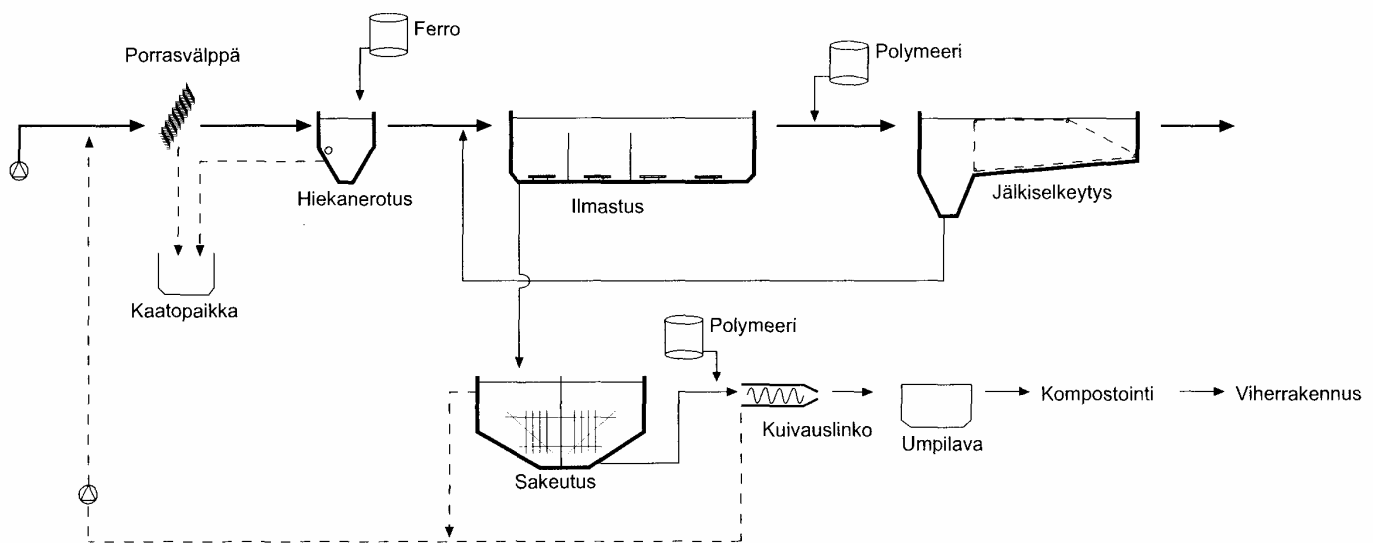 Ferro
Porrasvälppä
Polymeeri
Hiekanerotus
Ilmastus
Jälkiselkeytys
Kaatopaikka
Polymeeri
Kuivauslinko
Umpilava
Kompostointi
Viherrakennus
Sakeutus